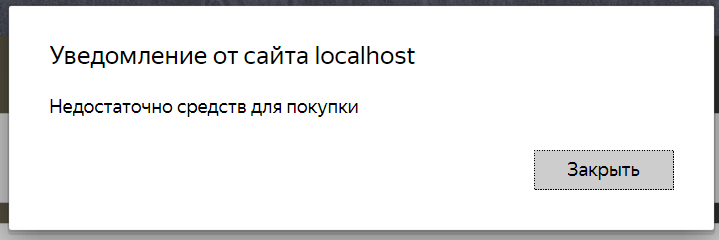 Уведомление от сайта localhost
Недостаточно средств для покупки
Закрыть